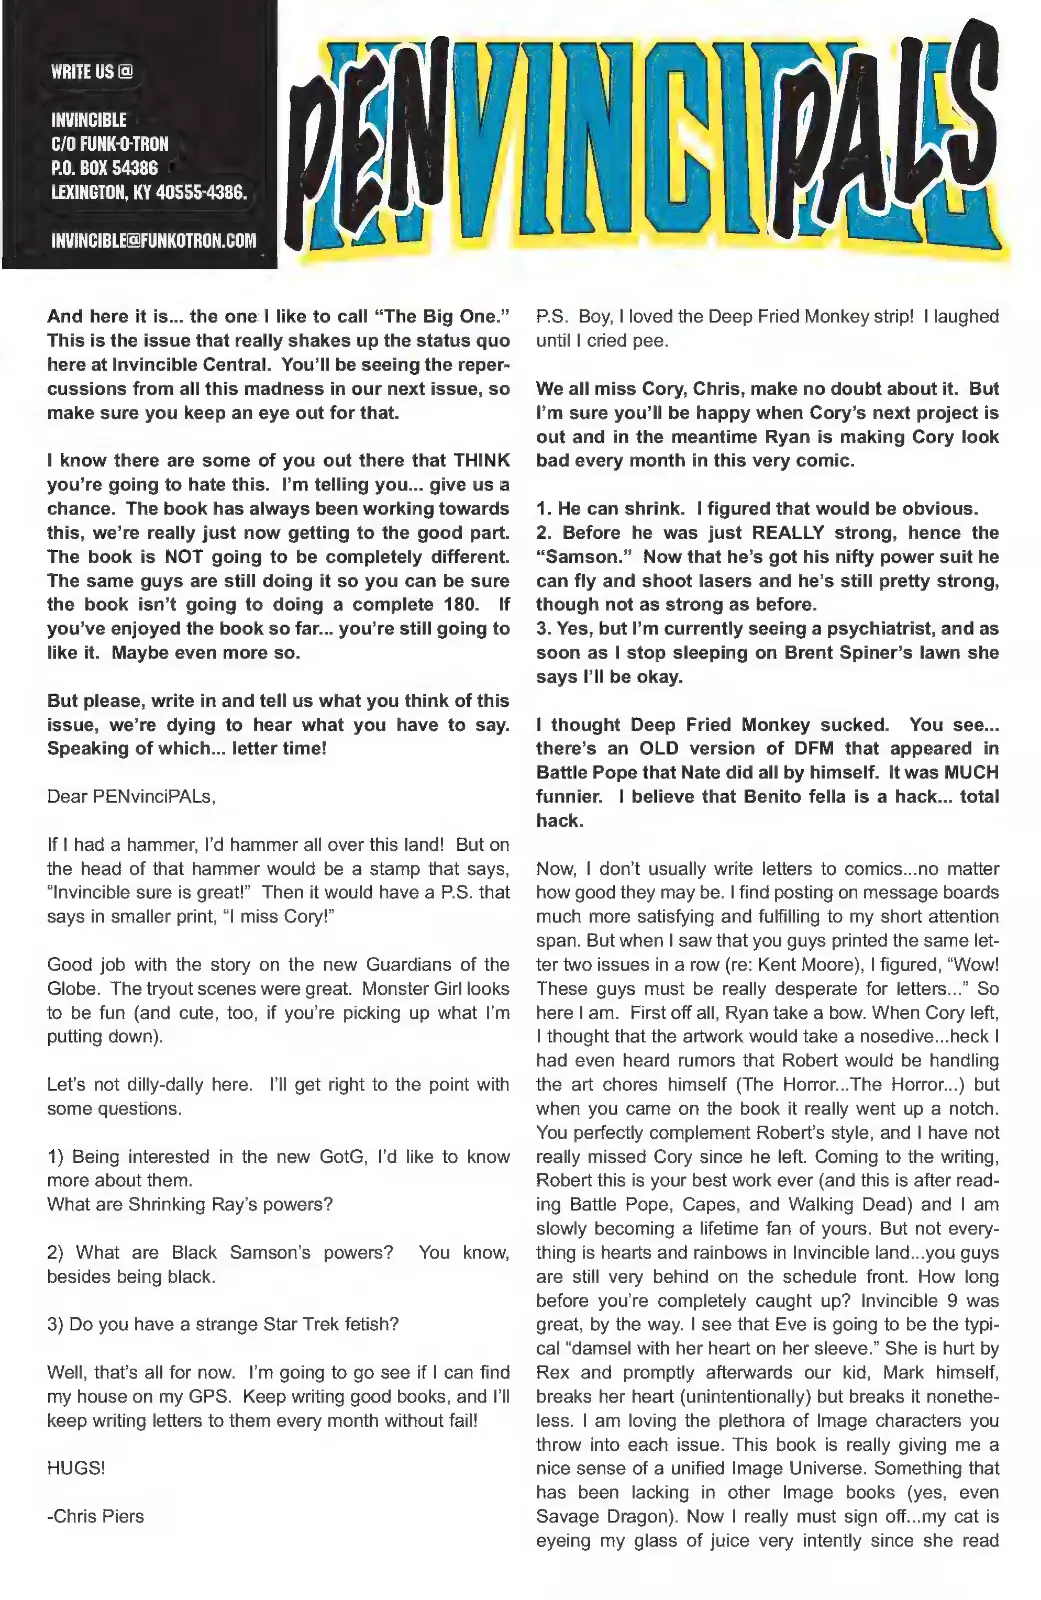 WRITE US @
INVINCIBLE
C/O FUNK-O-TRON
P.O. BOX 54386
LEXINGTON, KY 40555-4386.
INVINCIBLE@FUNKOTRON.COM
PENVINCIPALS
And here it is... the one I like to call “The Big One.”
This is the issue that really shakes up the status quo
here at Invincible Central. You’ll be seeing the reper-
cussions from all this madness in our next issue, so
make sure you keep an eye out for that.
I know there are some of you out there that THINK
you’re going to hate this. I’m telling you... give us a
chance. The book has always been working towards
this, we’re really just now getting to the good part.
The book is NOT going to be completely different.
The same guys are still doing it so you can be sure
the book isn’t going to doing a complete 180. If
you’ve enjoyed the book so far... you’re still going to
like it. Maybe even more so.
But please, write in and tell us what you think of this
issue, we’re dying to hear what you have to say.
Speaking of which... letter time!
Dear PENvinciPALs,
If I had a hammer, I’d hammer all over this land! But on
the head of that hammer would be a stamp that says,
“Invincible sure is great!” Then it would have a P.S. that
says in smaller print, “I miss Cory!”
Good job with the story on the new Guardians of the
Globe. The tryout scenes were great. Monster Girl looks
to be fun (and cute, too, if you’re picking up what I’m
putting down).
Let’s not dilly-dally here. I’ll get right to the point with
some questions.
1) Being interested in the new GotG, I’d like to know
more about them.
What are Shrinking Ray’s powers?
2) What are Black Samson’s powers? You know,
besides being black.
3) Do you have a strange Star Trek fetish?
Well, that’s all for now. I’m going to go see if I can find
my house on my GPS. Keep writing good books, and I’ll
keep writing letters to them every month without fail!
HUGS!
-Chris Piers
P.S. Boy, I loved the Deep Fried Monkey strip! I laughed
until I cried pee.
We all miss Cory, Chris, make no doubt about it. But
I’m sure you’ll be happy when Cory’s next project is
out and in the meantime Ryan is making Cory look
bad every month in this very comic.
1. He can shrink. I figured that would be obvious.
2. Before he was just REALLY strong, hence the
“Samson.” Now that he’s got his nifty power suit he
can fly and shoot lasers and he’s still pretty strong,
though not as strong as before.
3. Yes, but I’m currently seeing a psychiatrist, and as
soon as I stop sleeping on Brent Spiner’s lawn she
says I’ll be okay.
I thought Deep Fried Monkey sucked. You see...
there’s an OLD version of DFM that appeared in
Battle Pope that Nate did all by himself. It was MUCH
funnier. I believe that Benito fella is a hack... total
hack.
Now, I don’t usually write letters to comics...no matter
how good they may be. I find posting on message boards
much more satisfying and fulfilling to my short attention
span. But when I saw that you guys printed the same let-
ter two issues in a row (re: Kent Moore), I figured, “Wow!
These guys must be really desperate for letters...” So
here I am. First off all, Ryan take a bow. When Cory left,
I thought that the artwork would take a nosedive...heck I
had even heard rumors that Robert would be handling
the art chores himself (The Horror...The Horror...) but
when you came on the book it really went up a notch.
You perfectly complement Robert’s style, and I have not
really missed Cory since he left. Coming to the writing,
Robert this is your best work ever (and this is after read-
ing Battle Pope, Capes, and Walking Dead) and I am
slowly becoming a lifetime fan of yours. But not every-
thing is hearts and rainbows in Invincible land...you guys
are still very behind on the schedule front. How long
before you’re completely caught up? Invincible 9 was
great, by the way. I see that Eve is going to be the typi-
cal “damsel with her heart on her sleeve.” She is hurt by
Rex and promptly afterwards our kid, Mark himself,
breaks her heart (unintentionally) but breaks it nonethe-
less. I am loving the plethora of Image characters you
throw into each issue. This book is really giving me a
nice sense of a unified Image Universe. Something that
has been lacking in other Image books (yes, even
Savage Dragon). Now I really must sign off...my cat is
eyeing my glass of juice very intently since she read